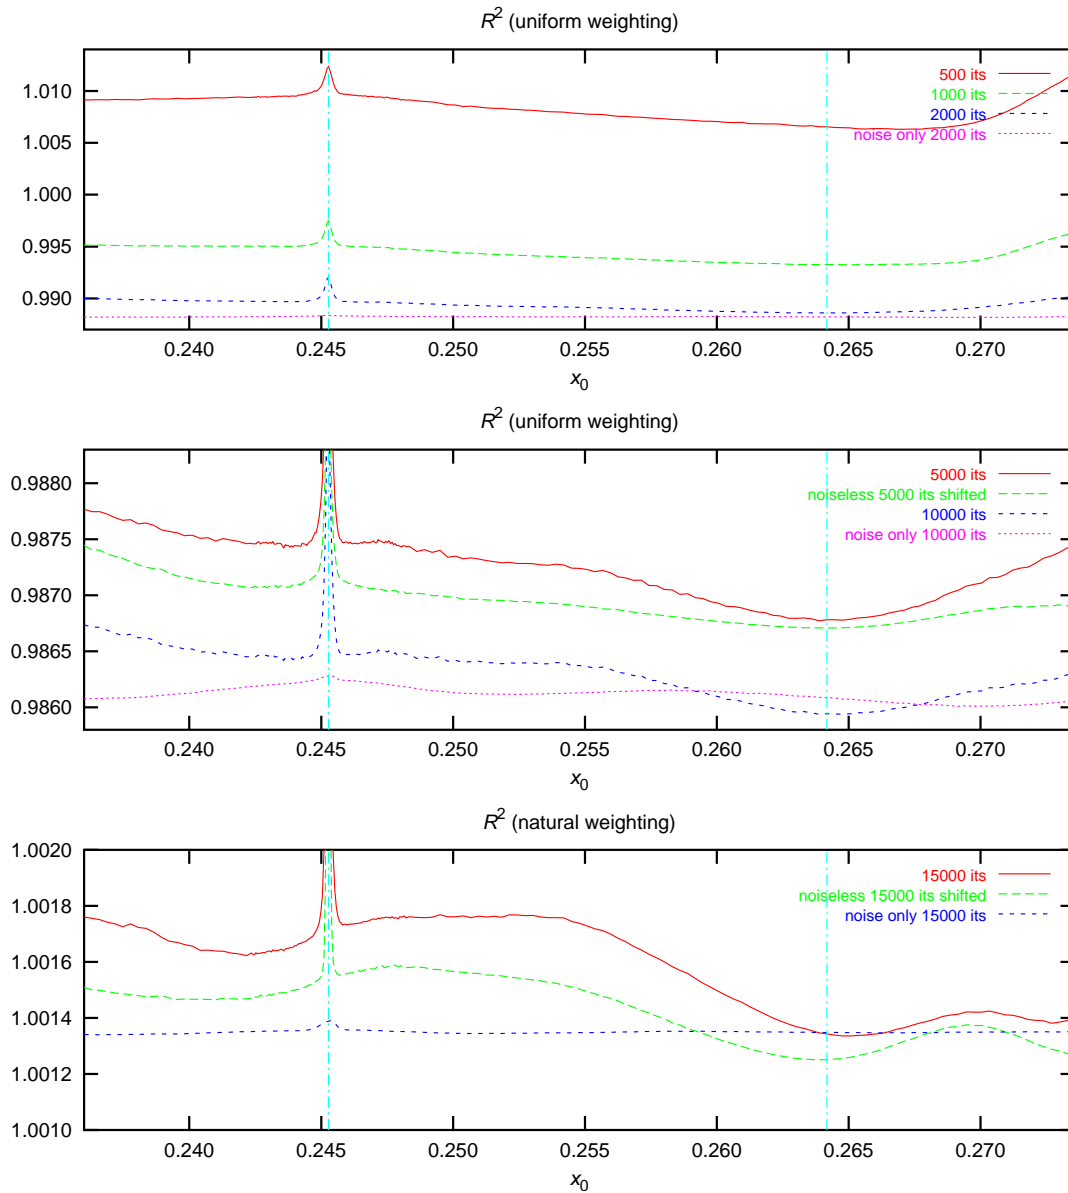 R² (uniform weighting)
500 its
1000 its
2000 its
noise only 2000 its
1.010
1.005
1.000
0.995
0.990
0.240 0.245 0.250 0.255 0.260 0.265 0.270
x₀
R² (uniform weighting)
5000 its
noiseless 5000 its shifted
10000 its
noise only 10000 its
0.9880
0.9875
0.9870
0.9865
0.9860
0.240 0.245 0.250 0.255 0.260 0.265 0.270
x₀
R² (natural weighting)
15000 its
noiseless 15000 its shifted
noise only 15000 its
1.0020
1.0018
1.0016
1.0014
1.0012
1.0010
0.240 0.245 0.250 0.255 0.260 0.265 0.270
x₀